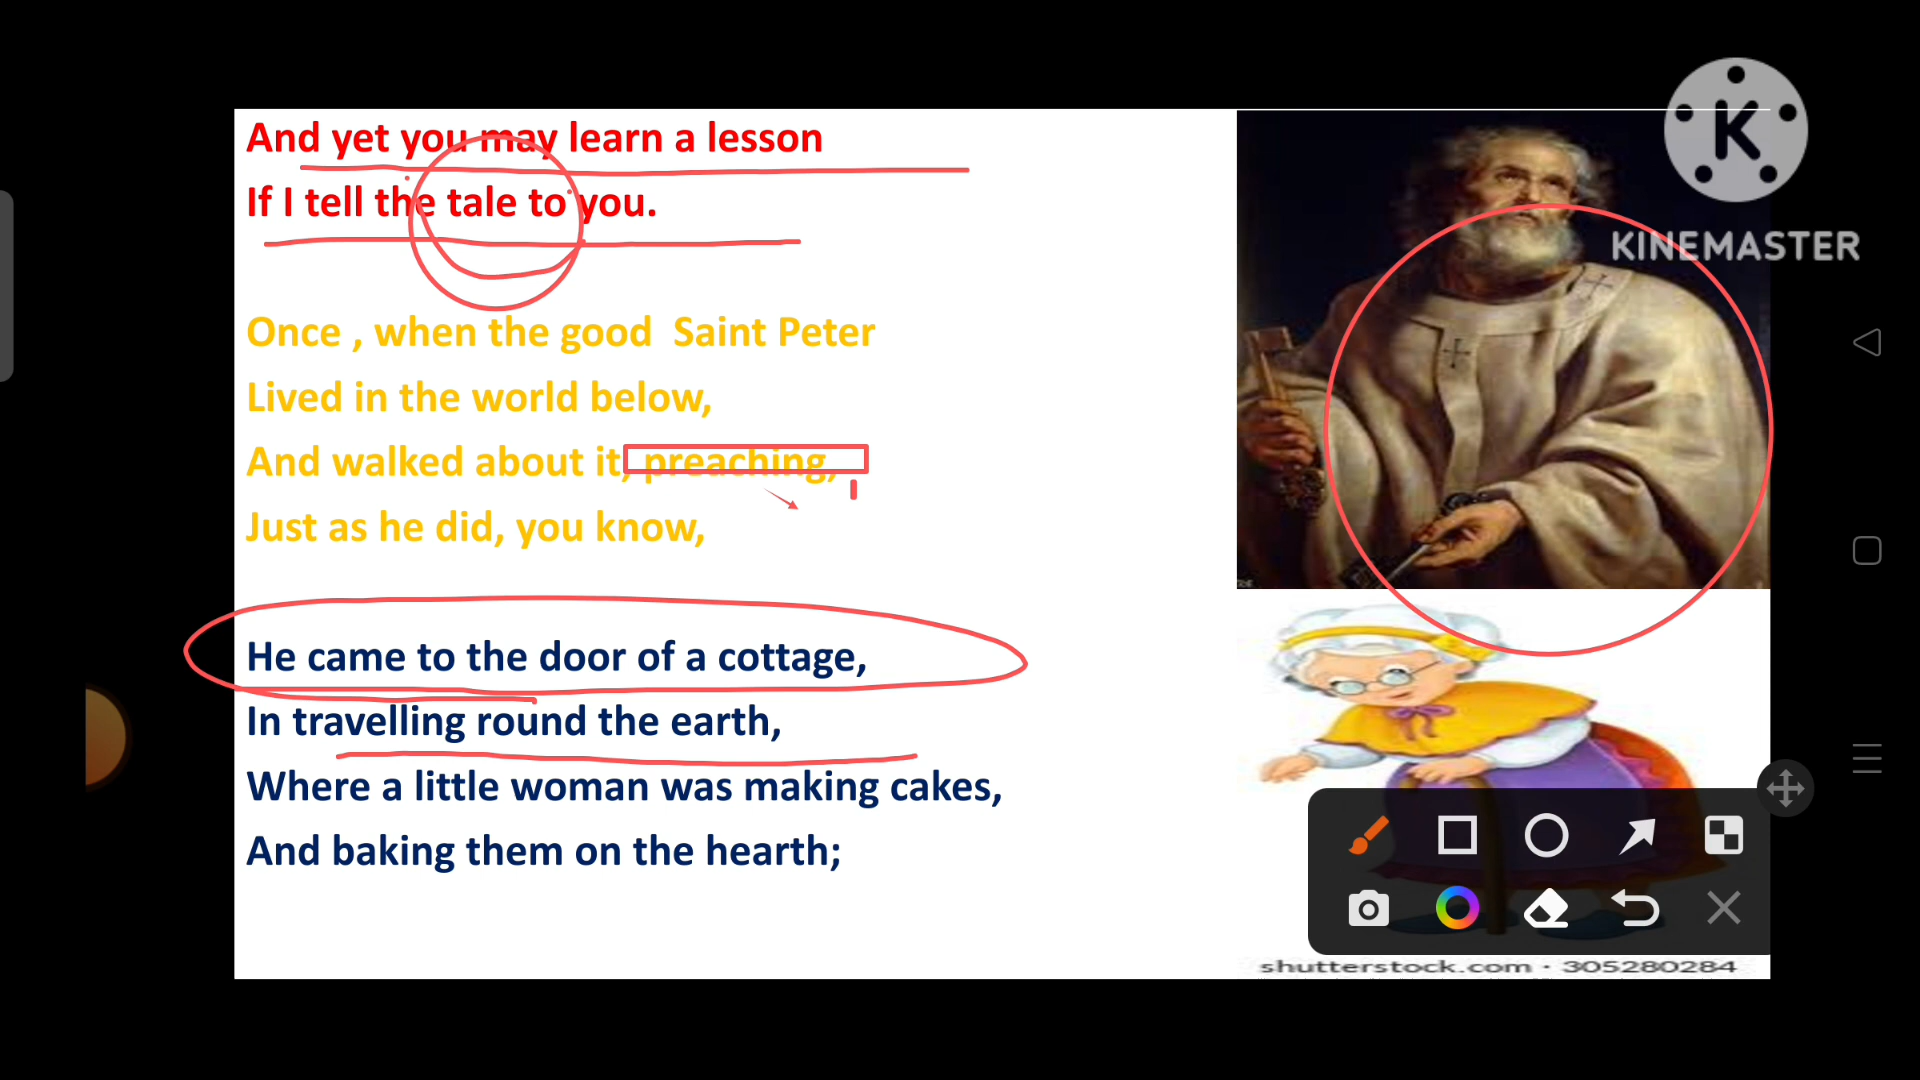 And yet you may learn a lesson
If I tell the tale to you.
Once , when the good  Saint Peter
Lived in the world below,
And walked about it, preaching,
Just as he did, you know,
He came to the door of a cottage,
In travelling round the earth,
Where a little woman was making cakes,
And baking them on the hearth;
K
KINEMASTER
shutterstock.com · 305280284